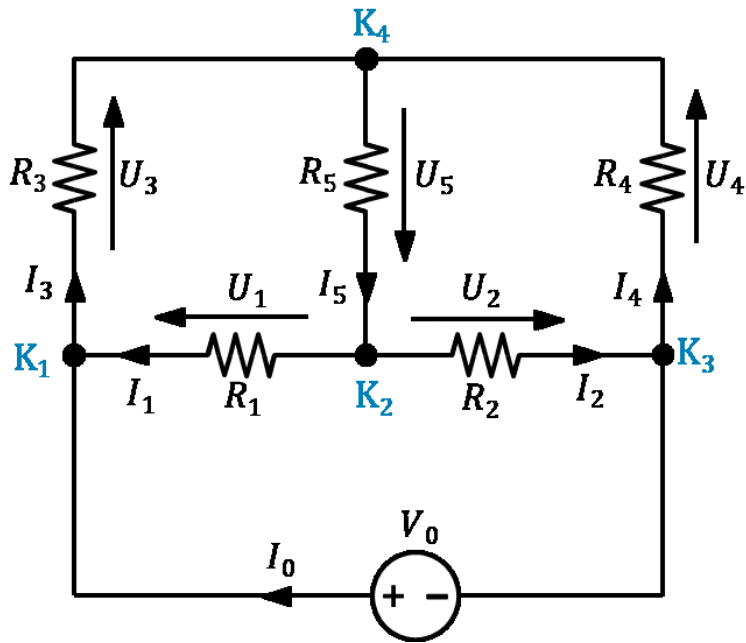 K₄
R₃ U₃ R₅ U₅ R₄ U₄
I₃ U₁ I₅ U₂ I₄
K₁ K₃
I₁ R₁ K₂ R₂ I₂
V₀
I₀ + −